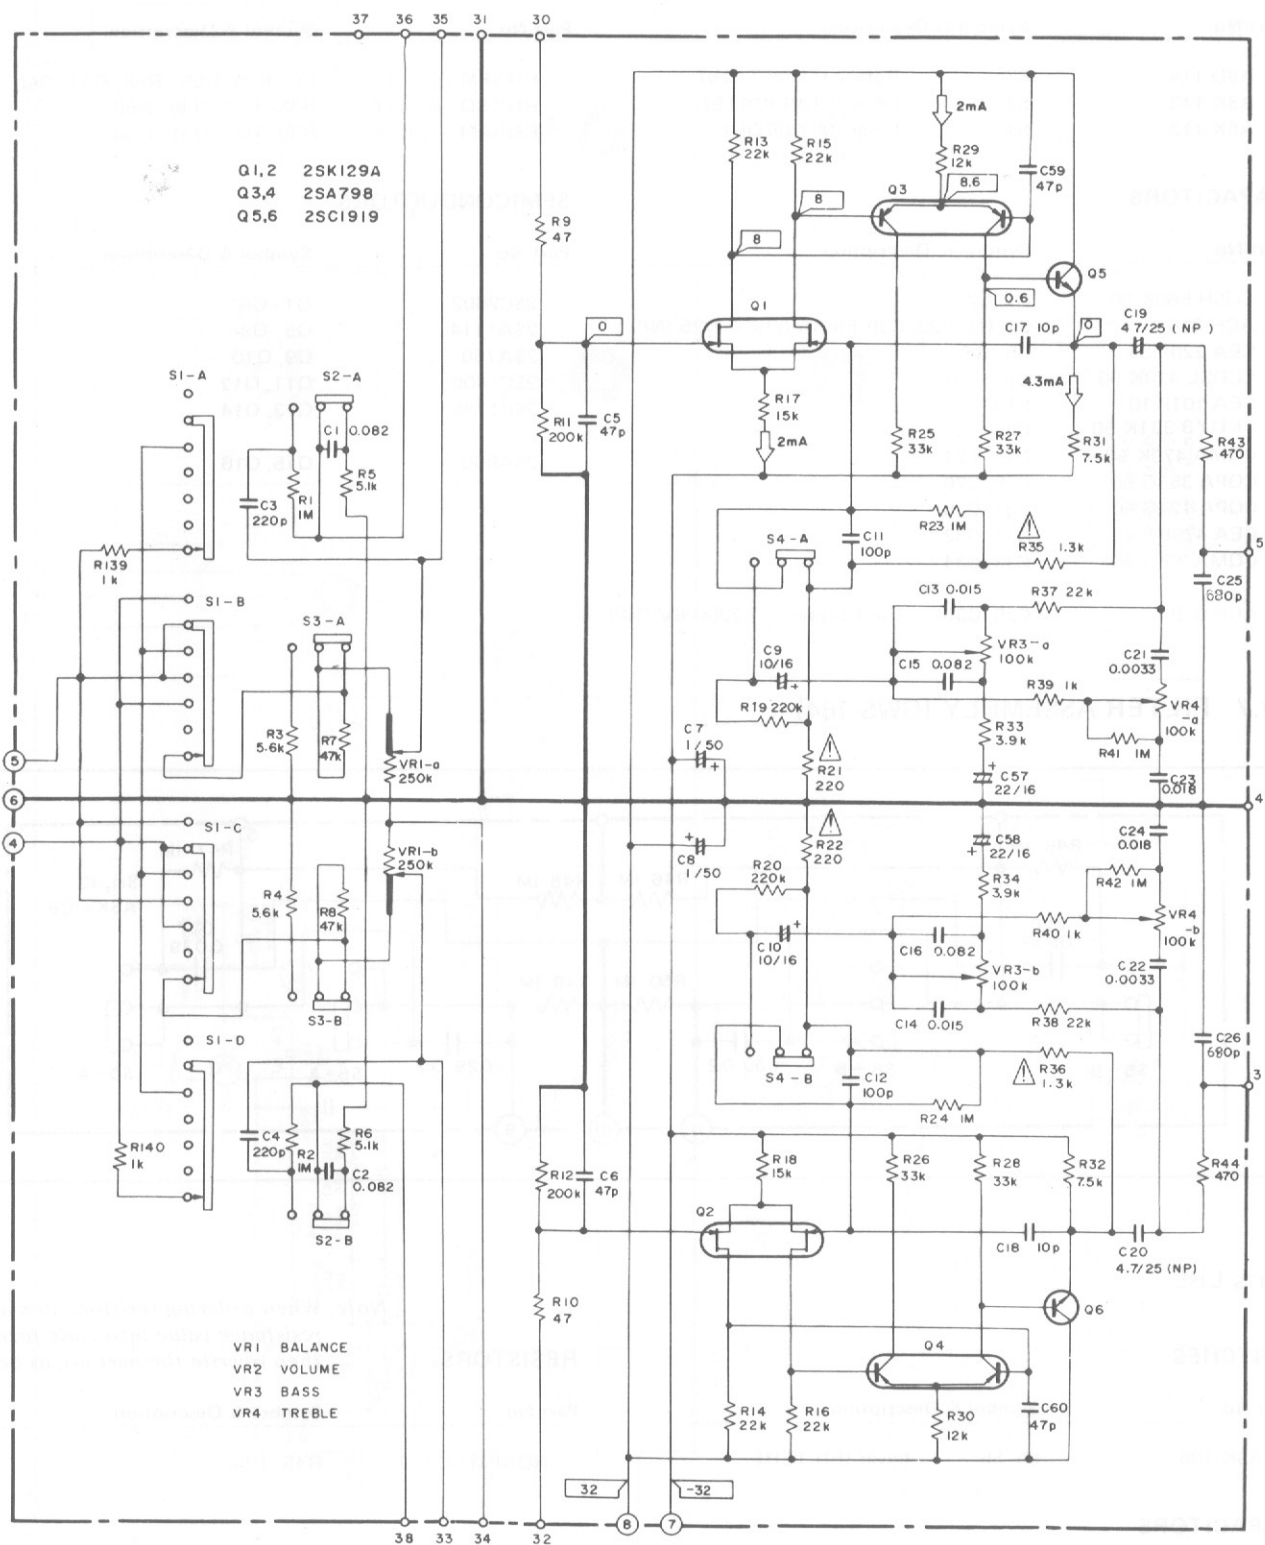 37
36
35
31
30
Q1,2 2SK129A
Q3,4 2SA798
Q5,6 2SC1919
R9
47
R13
22k
R15
22k
2mA
R29
12k
8.6
C59
47p
Q3
8
8
Q5
0.6
Q1
0
C17 10p
0
C19
4.7/25 (NP)
4.3mA
S1-A
S2-A
C1 0.082
R5
5.1k
C3
220p
R1
1M
R11
200k
C5
47p
R17
15k
2mA
R25
33k
R27
33k
R31
7.5k
R43
470
R139
1k
S4-A
C11
100p
R23 1M
R35 1.3k
5
C25
680p
S1-B
S3-A
C13 0.015
R37 22k
C9
10/16
+
C15 0.082
VR3-a
100k
C21
0.0033
R39 1k
R19 220k
R33
3.9k
VR4
-a
100k
R41 1M
R3
5.6k
R7
47k
VR1-a
250k
C7
1/50
+
R21
220
+
C57
22/16
C23
0.018
5
6
4
4
S1-C
VR1-b
250k
+
C8
1/50
R22
220
C58
22/16
+
C24
0.018
R4
5.6k
R8
47k
R20
220k
R34
3.9k
R42 1M
VR4
-b
100k
R40 1k
C10
10/16
+
C16 0.082
VR3-b
100k
C22
0.0033
C14 0.015
R38 22k
S3-B
S1-D
S4-B
C12
100p
R36
1.3k
C26
680p
3
R24 1M
R140
1k
C4
220p
R2
1M
R6
5.1k
C2
0.082
S2-B
R12
200k
C6
47p
R18
15k
R26
33k
R28
33k
R32
7.5k
R44
470
Q2
C18 10p
C20
4.7/25 (NP)
R10
47
Q6
Q4
VR1 BALANCE
VR2 VOLUME
VR3 BASS
VR4 TREBLE
R14
22k
R16
22k
R30
12k
C60
47p
32
-32
38
33
34
32
8
7